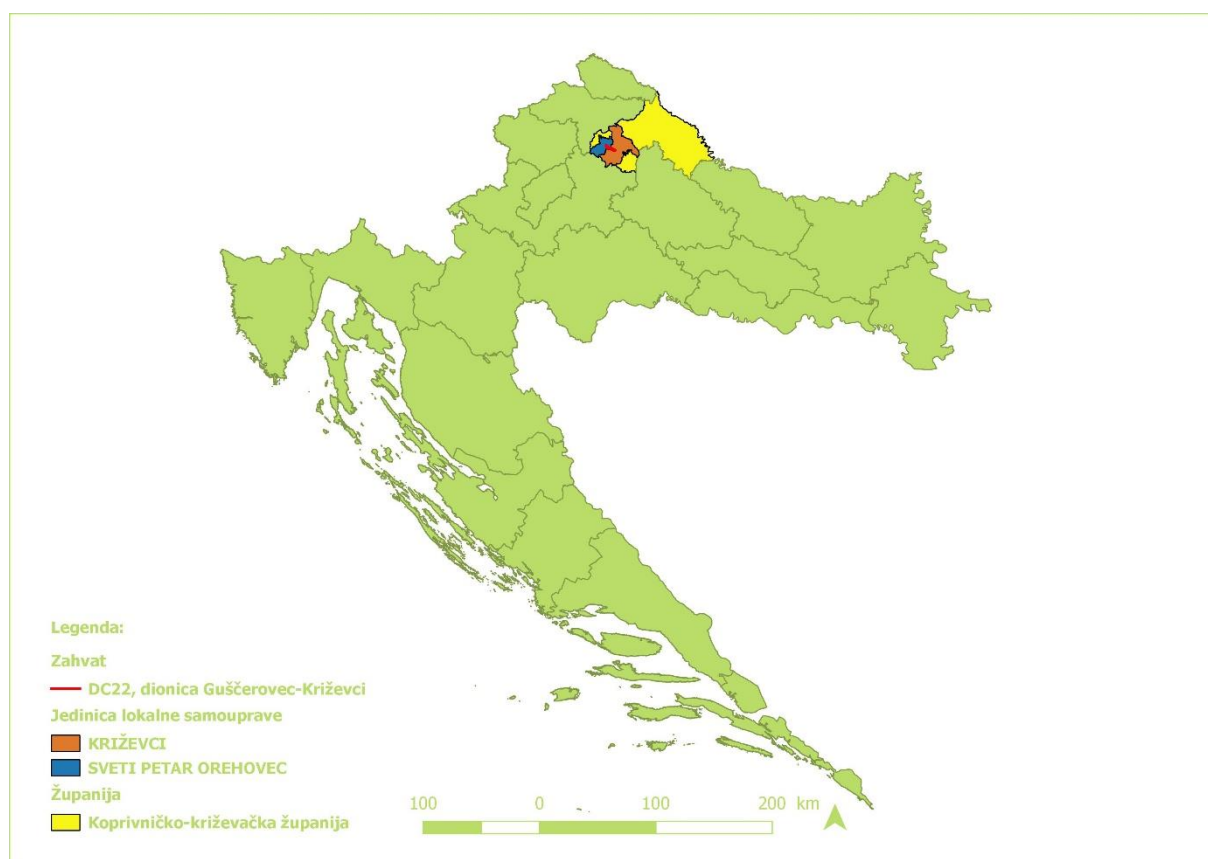 Legenda:
Zahvat
DC22, dionica Guščerovec-Križevci
Jedinica lokalne samouprave
KRIŽEVCI
SVETI PETAR OREHOVEC
Županija
Koprivničko-križevačka županija
100 0 100 200 km